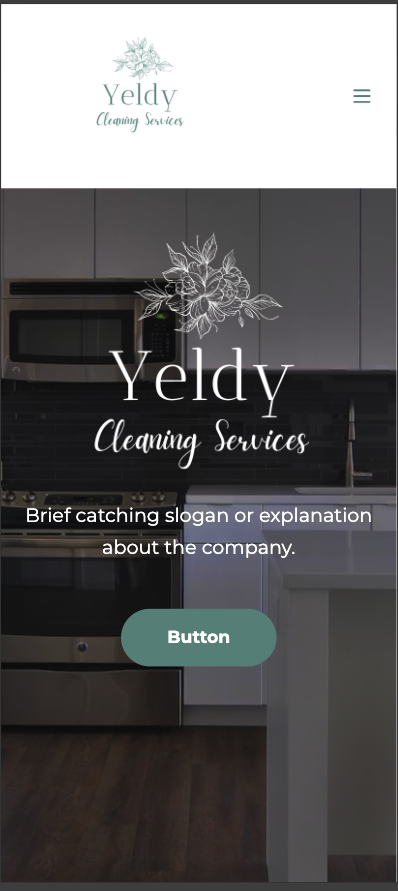 Yeldy
Cleaning Services
Yeldy
Cleaning Services
Brief catching slogan or explanation
about the company.
Button